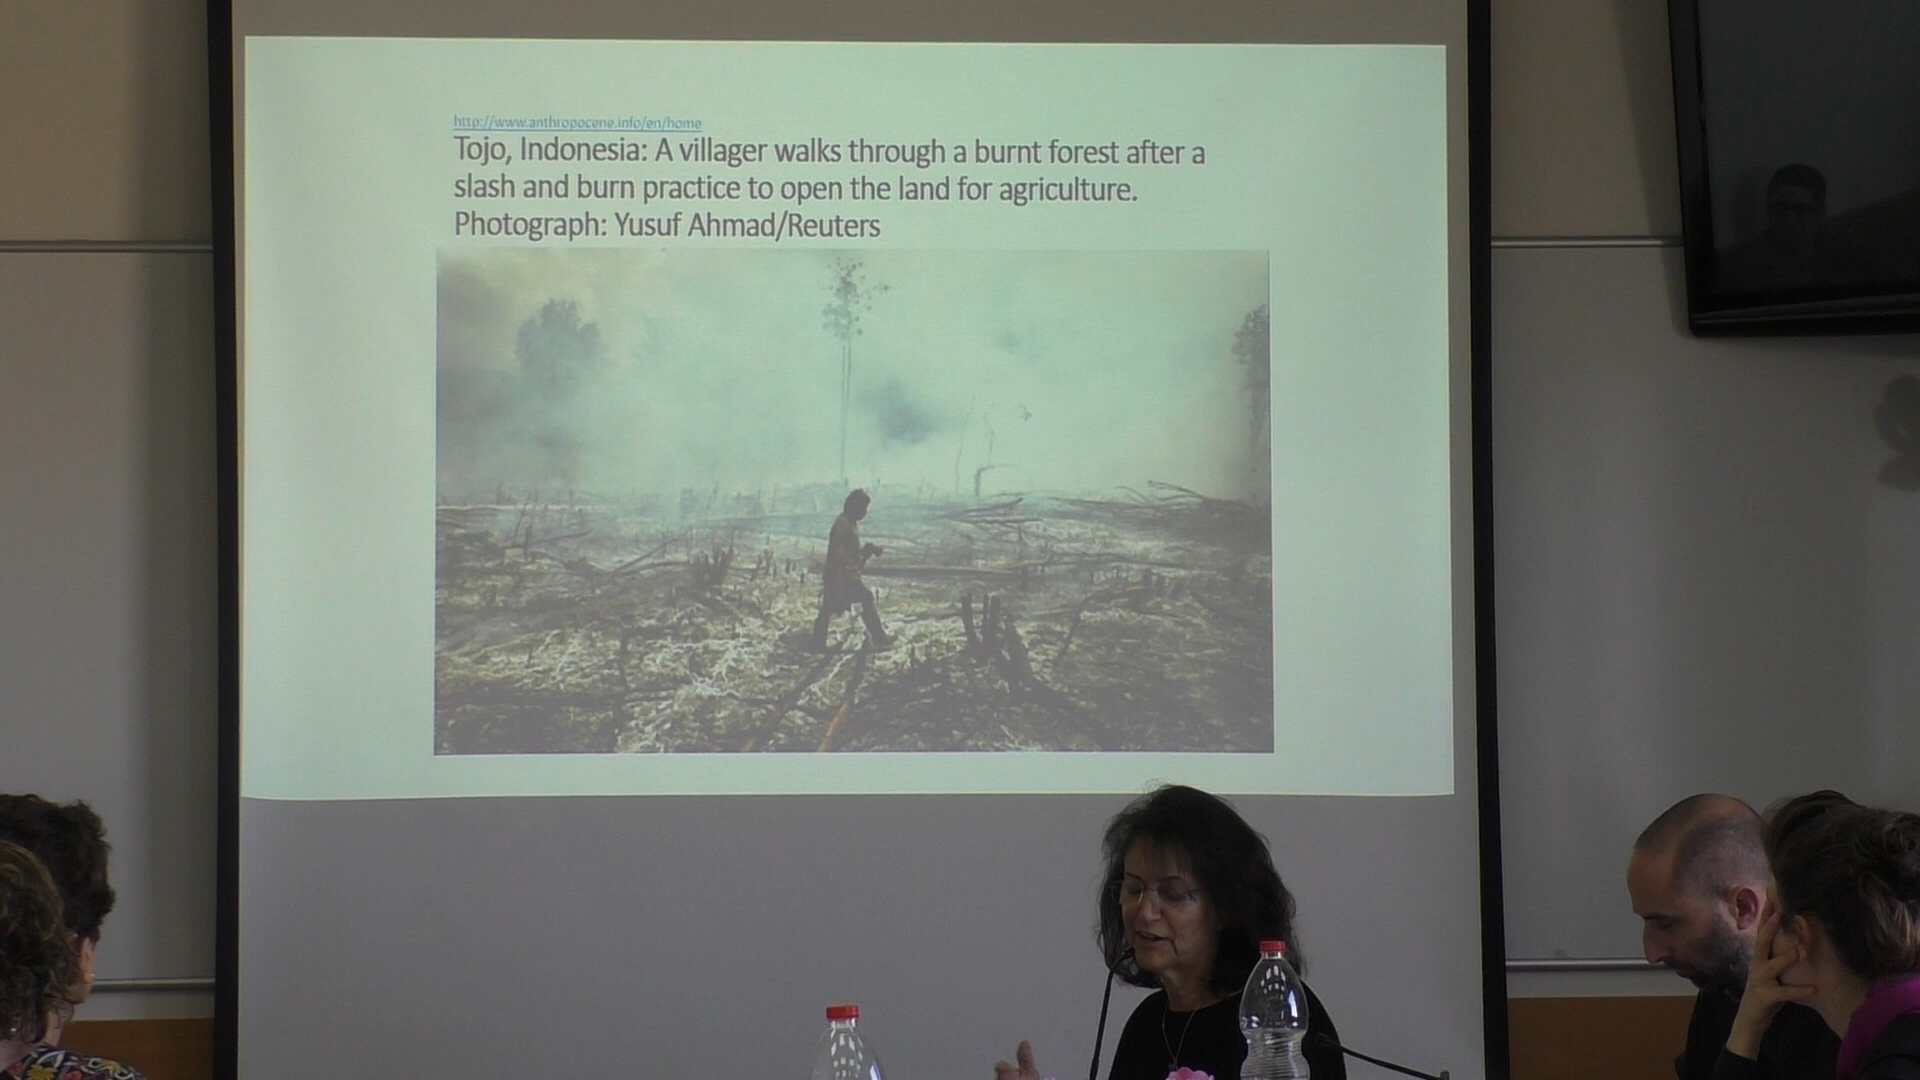 http://www.anthropocene.info/en/home
Tojo, Indonesia: A villager walks through a burnt forest after a
slash and burn practice to open the land for agriculture.
Photograph: Yusuf Ahmad/Reuters